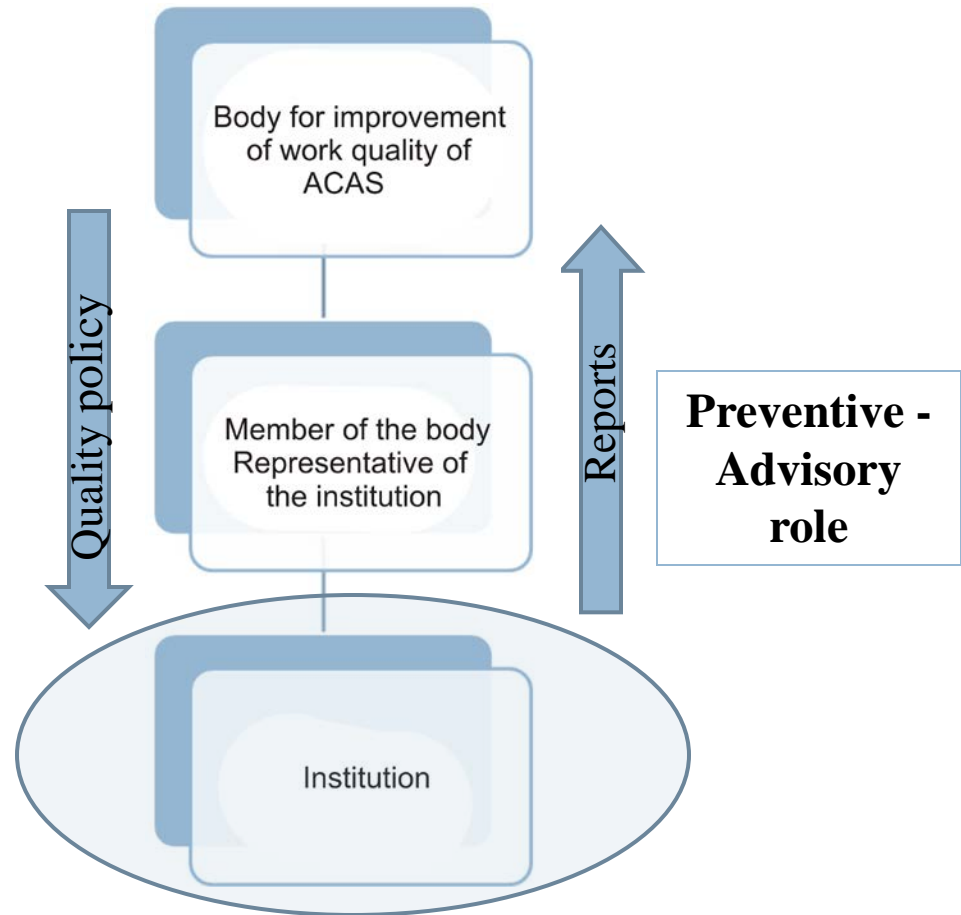 Body for improvement
of work quality of
ACAS
Quality policy
Member of the body
Representative of
the institution
Reports
Preventive -
Advisory
role
Institution